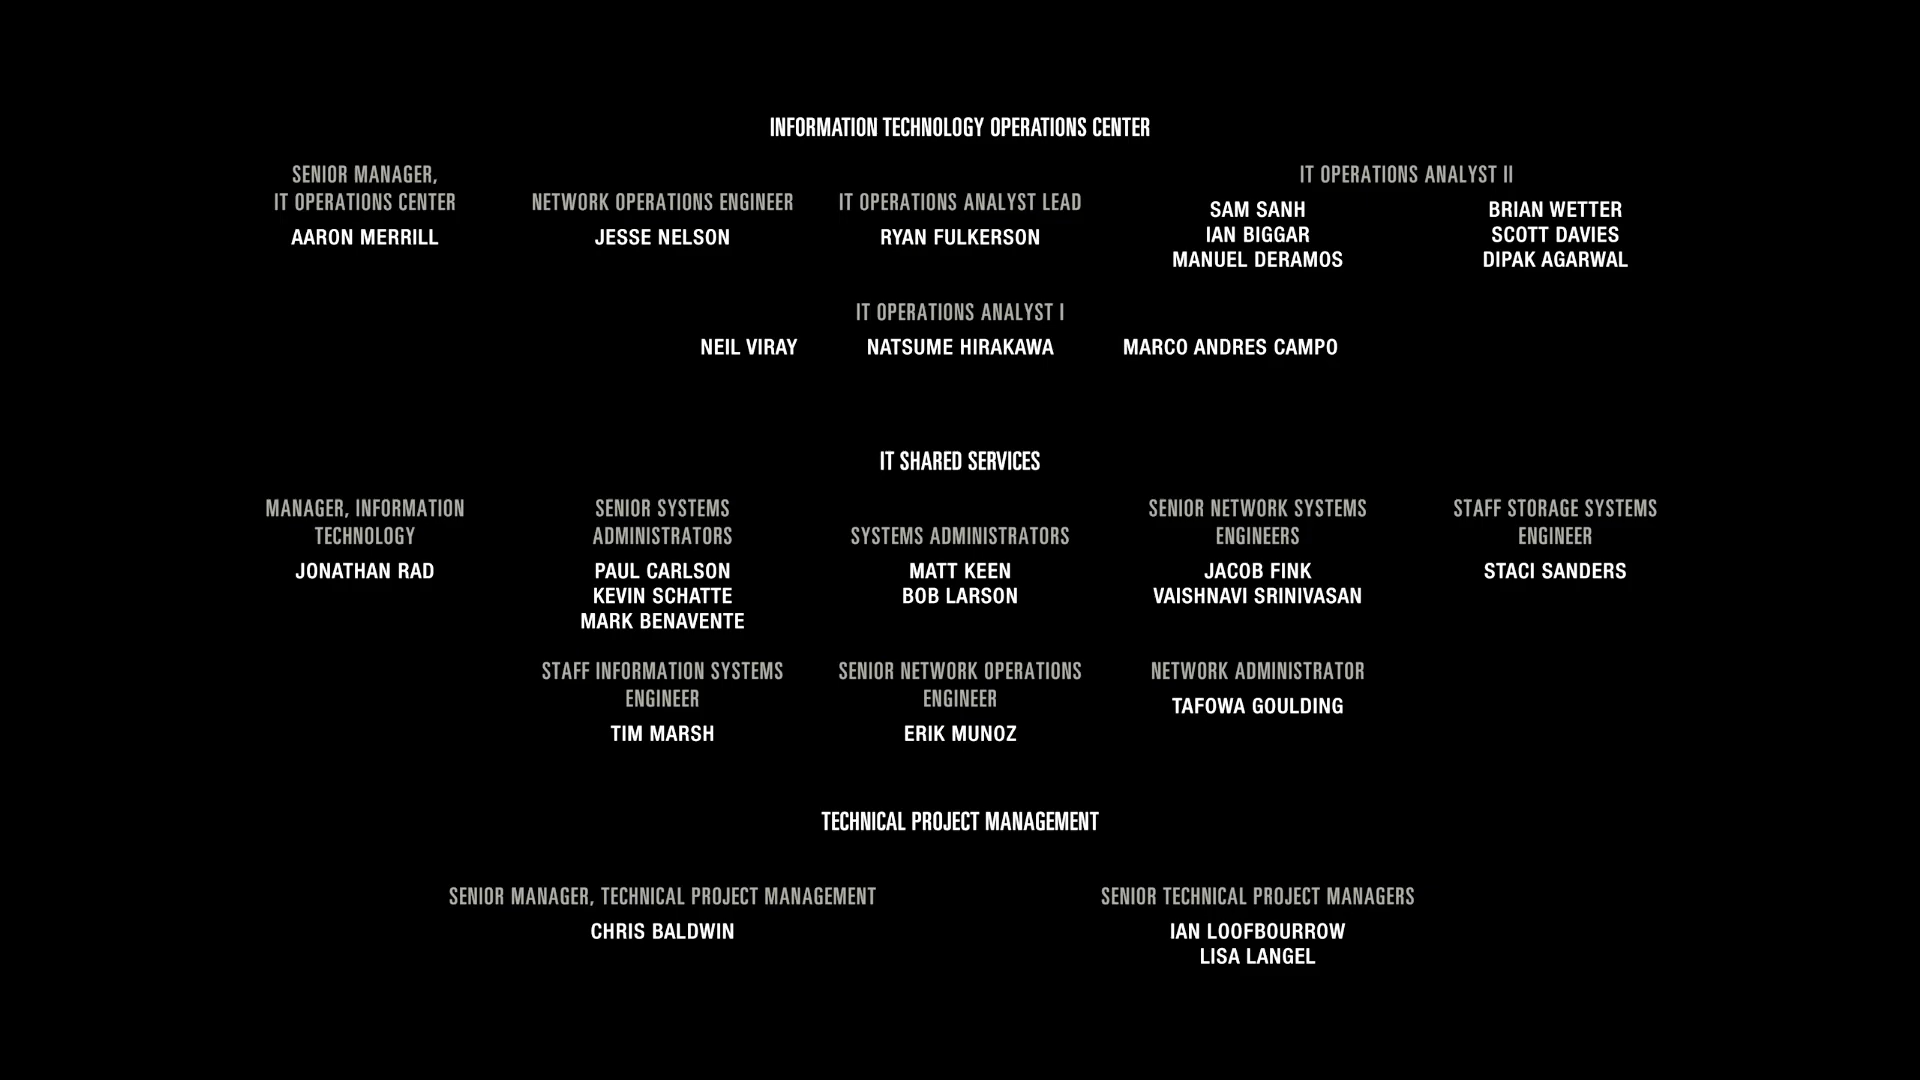 INFORMATION TECHNOLOGY OPERATIONS CENTER
SENIOR MANAGER,
IT OPERATIONS CENTER
AARON MERRILL
NETWORK OPERATIONS ENGINEER
JESSE NELSON
IT OPERATIONS ANALYST LEAD
RYAN FULKERSON
IT OPERATIONS ANALYST II
SAM SANH
IAN BIGGAR
MANUEL DERAMOS
BRIAN WETTER
SCOTT DAVIES
DIPAK AGARWAL
IT OPERATIONS ANALYST I
NEIL VIRAY
NATSUME HIRAKAWA
MARCO ANDRES CAMPO
IT SHARED SERVICES
MANAGER, INFORMATION
TECHNOLOGY
JONATHAN RAD
SENIOR SYSTEMS
ADMINISTRATORS
PAUL CARLSON
KEVIN SCHATTE
MARK BENAVENTE
SYSTEMS ADMINISTRATORS
MATT KEEN
BOB LARSON
SENIOR NETWORK SYSTEMS
ENGINEERS
JACOB FINK
VAISHNAVI SRINIVASAN
STAFF STORAGE SYSTEMS
ENGINEER
STACI SANDERS
STAFF INFORMATION SYSTEMS
ENGINEER
TIM MARSH
SENIOR NETWORK OPERATIONS
ENGINEER
ERIK MUNOZ
NETWORK ADMINISTRATOR
TAFOWA GOULDING
TECHNICAL PROJECT MANAGEMENT
SENIOR MANAGER, TECHNICAL PROJECT MANAGEMENT
CHRIS BALDWIN
SENIOR TECHNICAL PROJECT MANAGERS
IAN LOOFBOURROW
LISA LANGEL